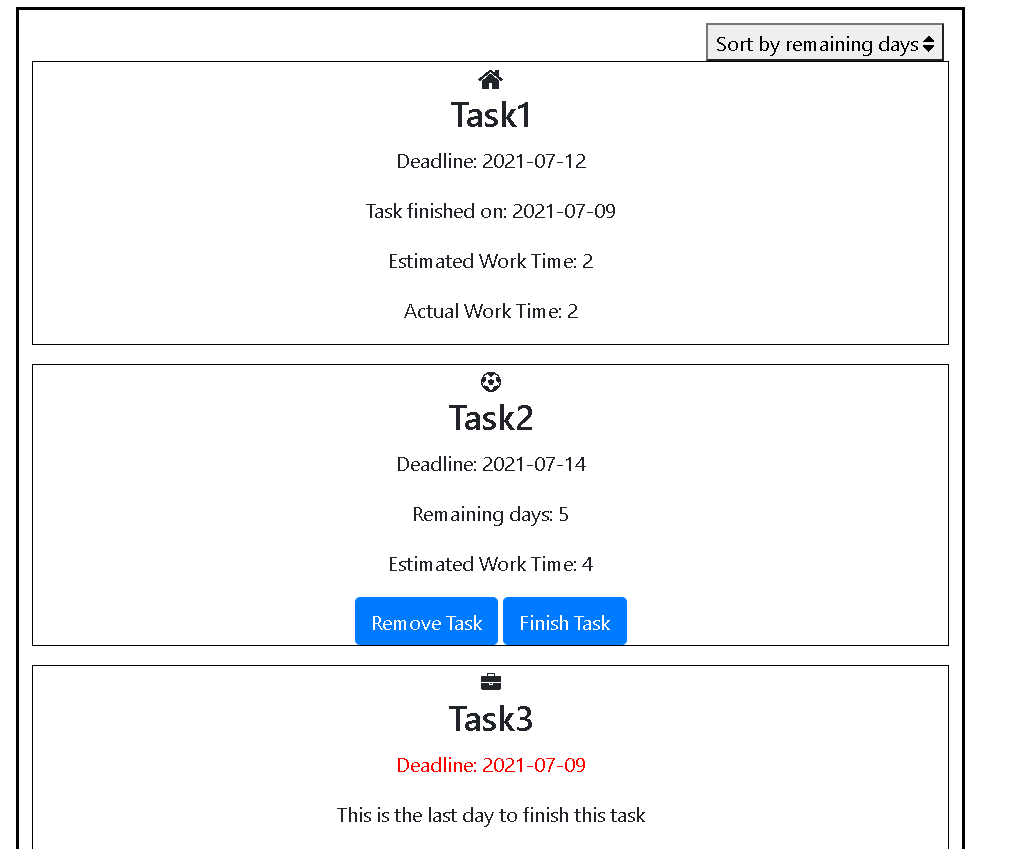 Sort by remaining days
Task1
Deadline: 2021-07-12
Task finished on: 2021-07-09
Estimated Work Time: 2
Actual Work Time: 2
Task2
Deadline: 2021-07-14
Remaining days: 5
Estimated Work Time: 4
Remove Task Finish Task
Task3
Deadline: 2021-07-09
This is the last day to finish this task